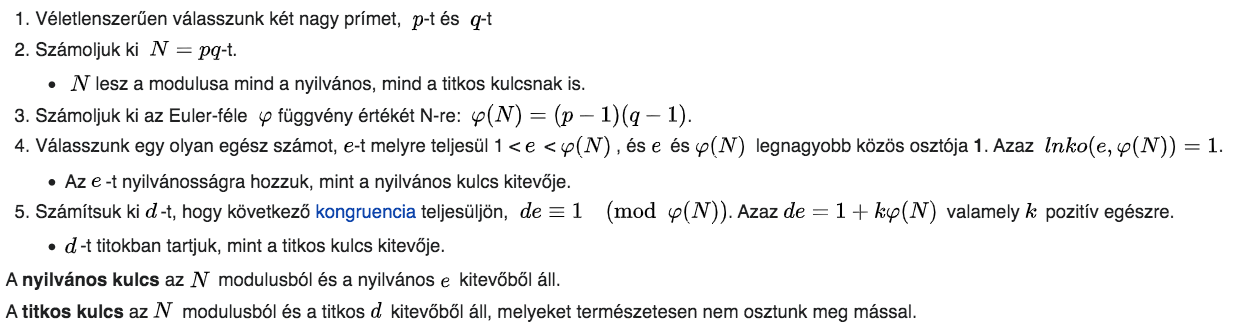 1. Véletlenszerűen válasszunk két nagy prímet, p-t és q-t
2. Számoljuk ki N = pq-t.
• N lesz a modulusa mind a nyilvános, mind a titkos kulcsnak is.
3. Számoljuk ki az Euler-féle φ függvény értékét N-re: φ(N) = (p − 1)(q − 1).
4. Válasszunk egy olyan egész számot, e-t melyre teljesül 1 < e < φ(N) , és e és φ(N) legnagyobb közös osztója 1. Azaz lnko(e, φ(N)) = 1.
• Az e -t nyilvánosságra hozzuk, mint a nyilvános kulcs kitevője.
5. Számítsuk ki d -t, hogy következő kongruencia teljesüljön, de ≡ 1 (mod φ(N)). Azaz de = 1 + kφ(N) valamely k pozitív egészre.
• d -t titokban tartjuk, mint a titkos kulcs kitevője.
A nyilvános kulcs az N modulusból és a nyilvános e kitevőből áll.
A titkos kulcs az N modulusból és a titkos d kitevőből áll, melyeket természetesen nem osztunk meg mással.